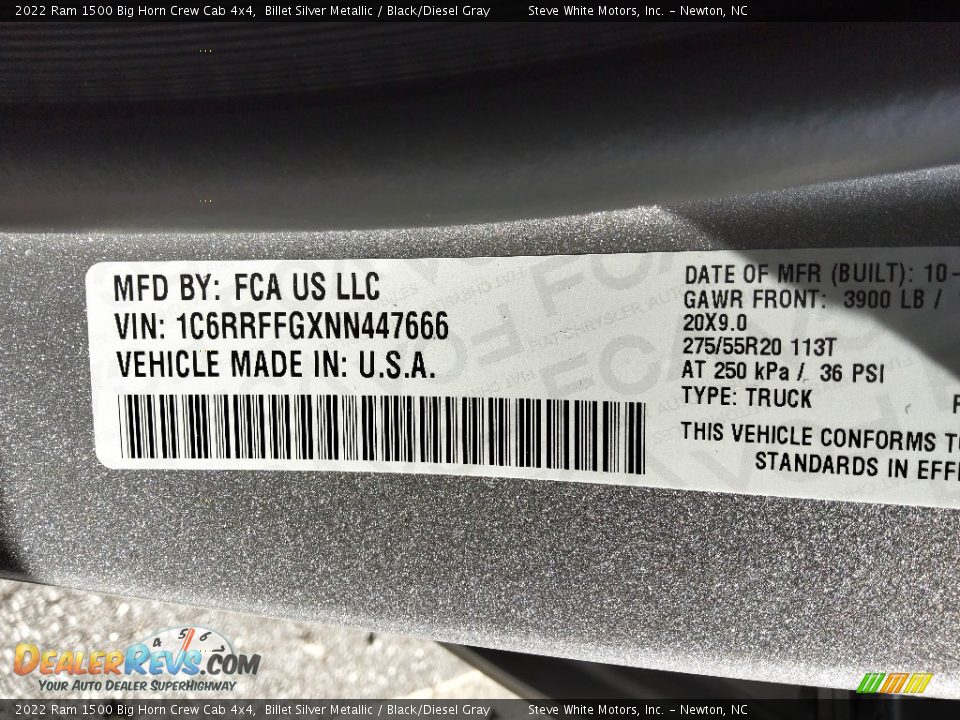 2022 Ram 1500 Big Horn Crew Cab 4x4, Billet Silver Metallic / Black/Diesel Gray Steve White Motors, Inc. - Newton, NC
MFD BY: FCA US LLC
VIN: 1C6RRFFGXNN447666
VEHICLE MADE IN: U.S.A.
DATE OF MFR (BUILT): 10-
GAWR FRONT: 3900 LB /
20X9.0
275/55R20 113T
AT 250 kPa / 36 PSI
TYPE: TRUCK
THIS VEHICLE CONFORMS
STANDARDS IN
4 5 6
DEALERREVS.COM
YOUR AUTO DEALER SUPERHIGHWAY
2022 Ram 1500 Big Horn Crew Cab 4x4, Billet Silver Metallic / Black/Diesel Gray Steve White Motors, Inc. - Newton, NC